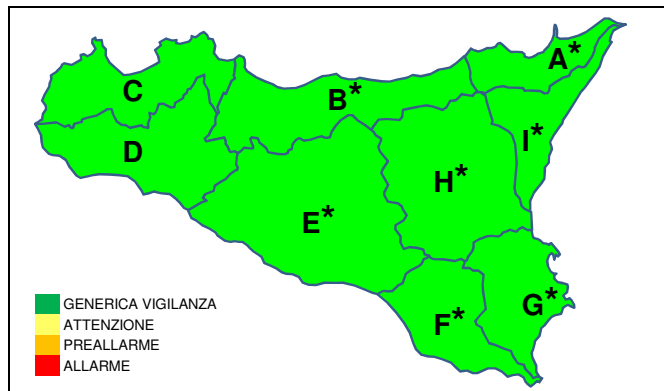 A*
C
B*
I*
D
H*
E*
G*
F*
GENERICA VIGILANZA
ATTENZIONE
PREALLARME
ALLARME